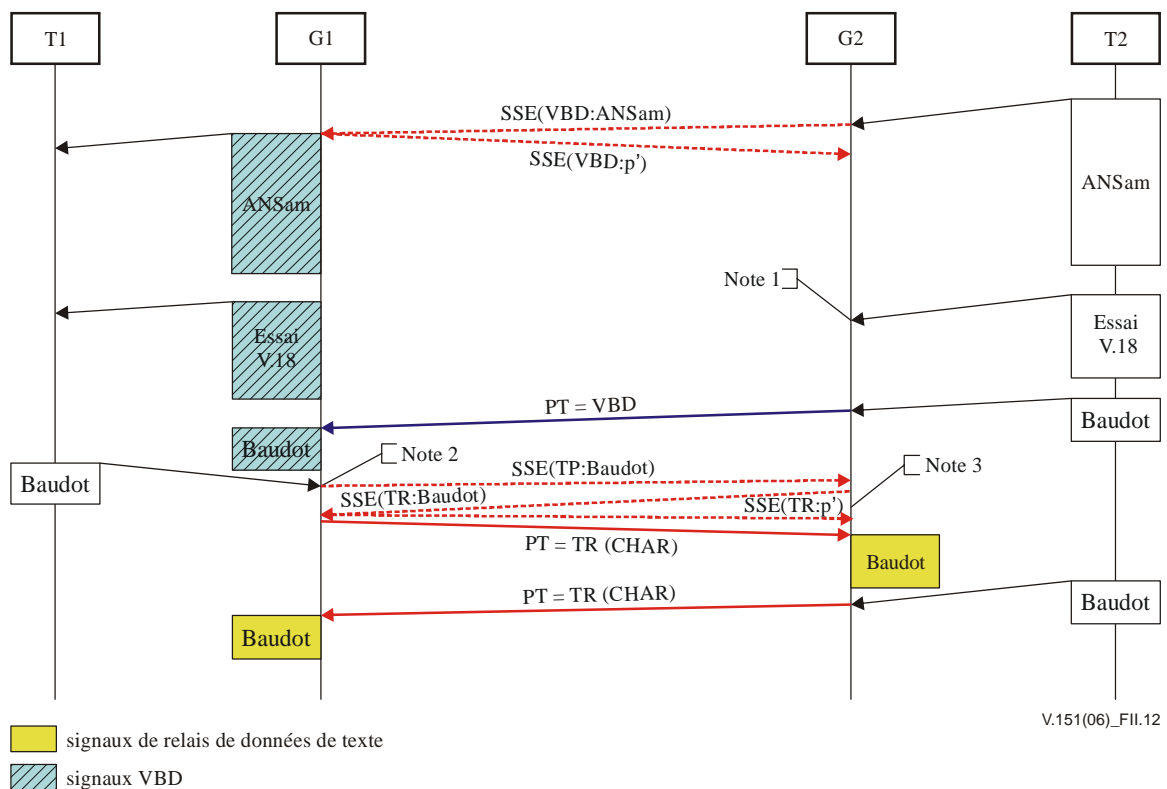 T1
G1
G2
T2
SSE(VBD:ANSam)
SSE(VBD:p')
ANSam
ANSam
Note 1
Essai
V.18
Essai
V.18
PT = VBD
Baudot
Baudot
Note 2
SSE(TP:Baudot)
Note 3
Baudot
SSE(TR:Baudot)
SSE(TR:p')
PT = TR (CHAR)
Baudot
PT = TR (CHAR)
Baudot
Baudot
V.151(06)_FII.12
signaux de relais de données de texte
signaux VBD